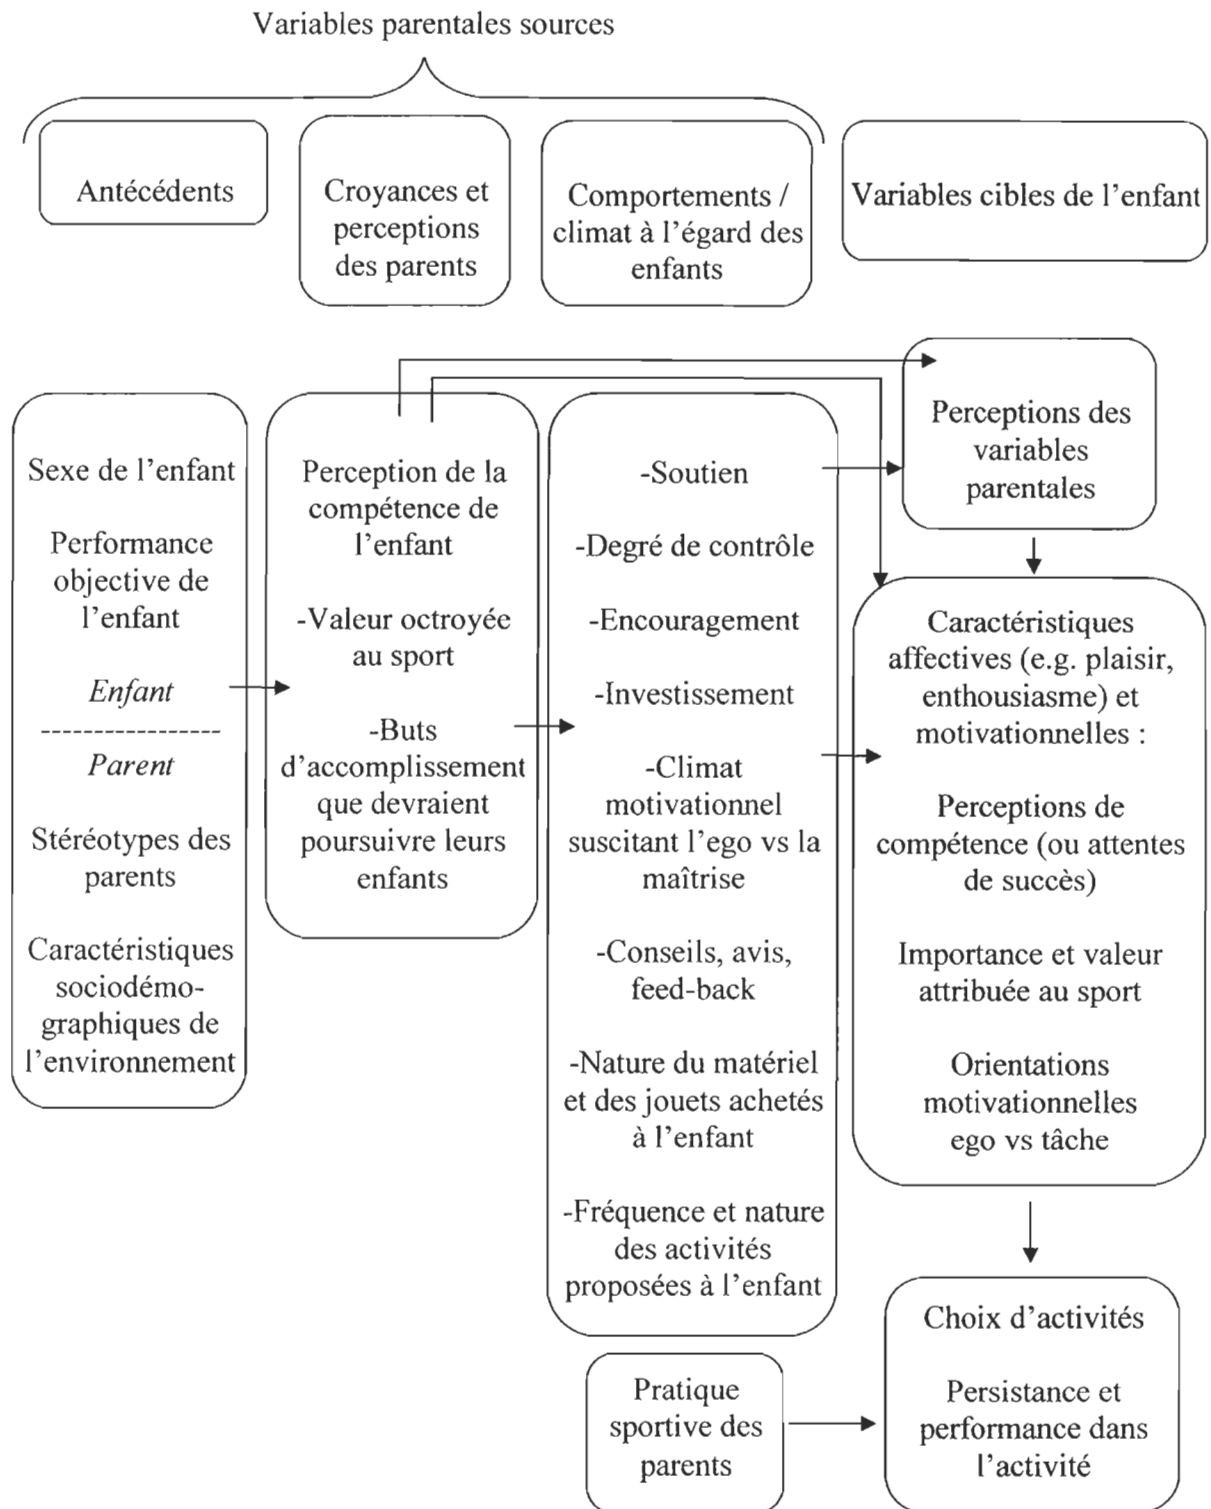 Variables parentales sources
Antécédents
Croyances et
perceptions
des parents
Comportements /
climat à l'égard des
enfants
Variables cibles de l'enfant
Sexe de l'enfant
Performance
objective de
l'enfant
Enfant
Parent
Stéréotypes des
parents
Caractéristiques
sociodémo-
graphiques de
l'environnement
Perception de la
compétence de
l'enfant
-Valeur octroyée
au sport
-Buts
d'accomplissement
que devraient
poursuivre leurs
enfants
-Soutien
-Degré de contrôle
-Encouragement
-Investissement
-Climat
motivationnel
suscitant l'ego vs la
maîtrise
-Conseils, avis,
feed-back
-Nature du matériel
et des jouets achetés
à l'enfant
-Fréquence et nature
des activités
proposées à l'enfant
Pratique
sportive des
parents
Perceptions des
variables
parentales
Caractéristiques
affectives (e.g. plaisir,
enthousiasme) et
motivationnelles :
Perceptions de
compétence (ou attentes
de succès)
Importance et valeur
attribuée au sport
Orientations
motivationnelles
ego vs tâche
Choix d'activités
Persistance et
performance dans
l'activité